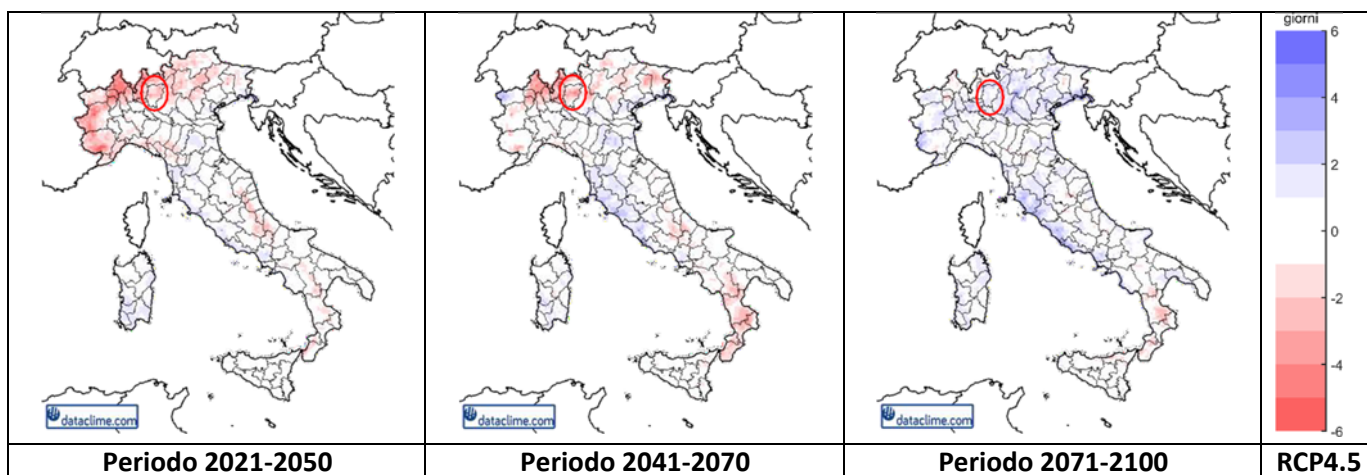 giorni
6
4
2
0
-2
-4
-6
dataclime.com
dataclime.com
dataclime.com
Periodo 2021-2050
Periodo 2041-2070
Periodo 2071-2100
RCP4.5